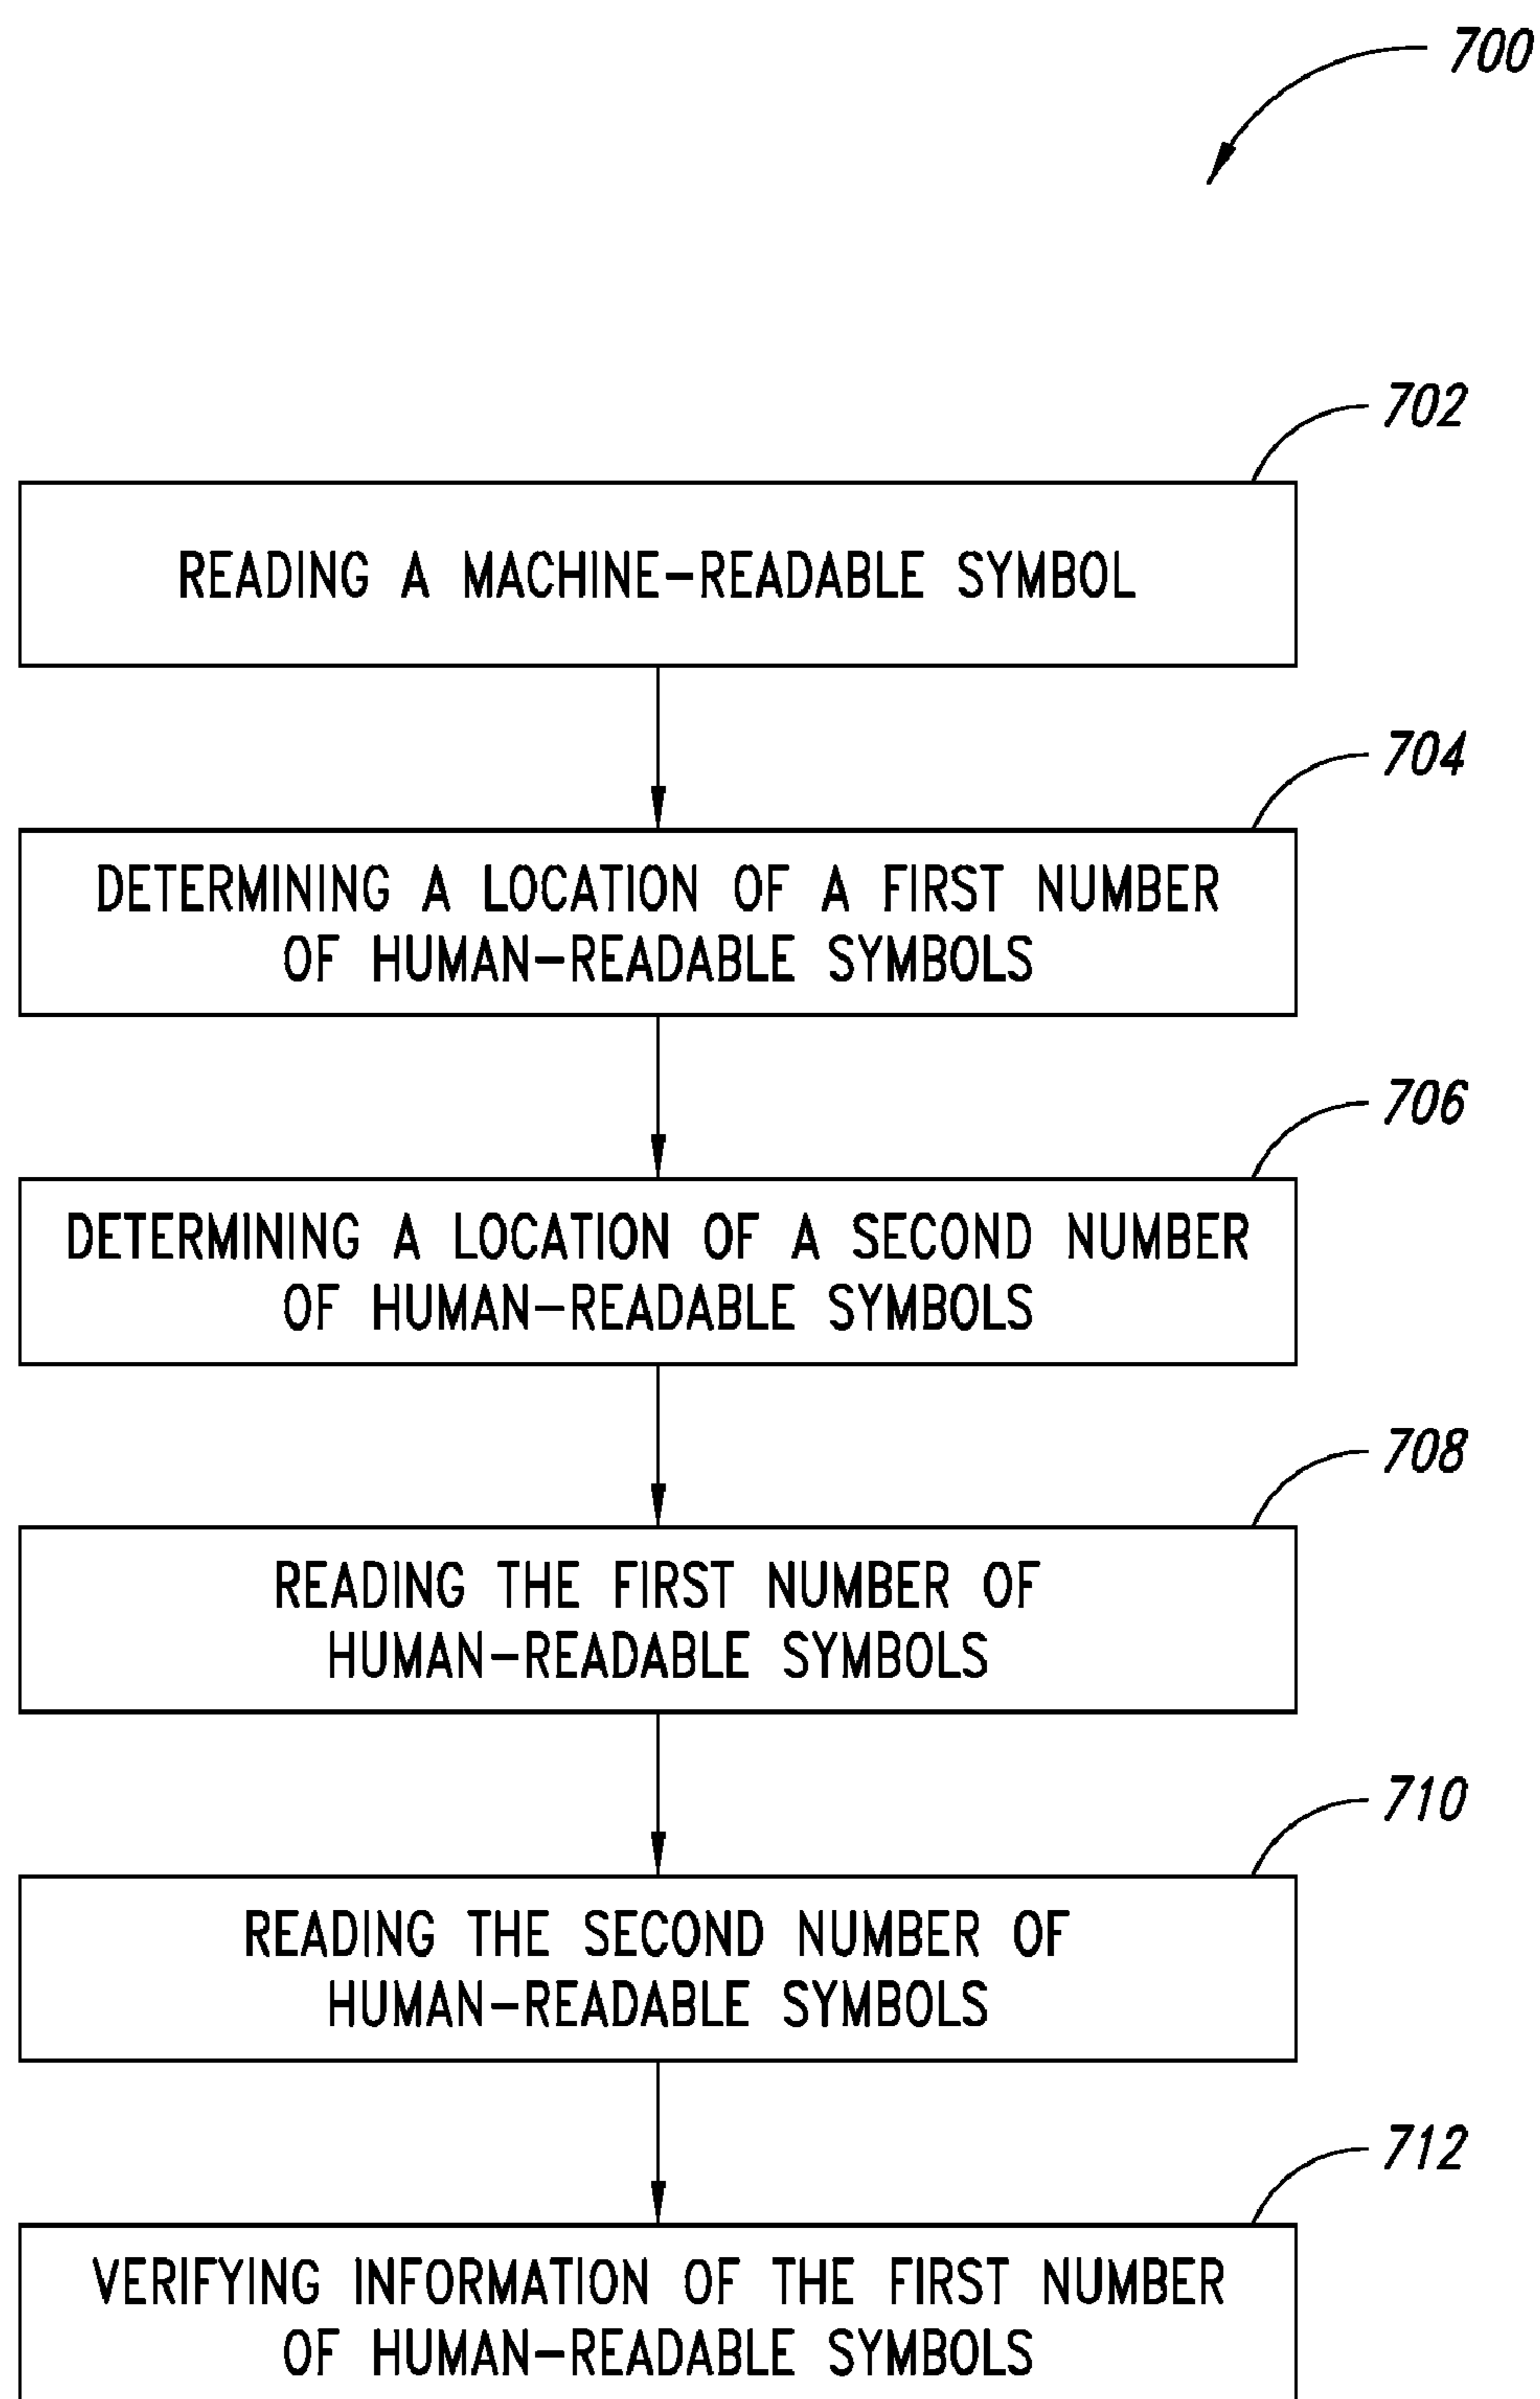 700
702
READING A MACHINE-READABLE SYMBOL
704
DETERMINING A LOCATION OF A FIRST NUMBER
OF HUMAN-READABLE SYMBOLS
706
DETERMINING A LOCATION OF A SECOND NUMBER
OF HUMAN-READABLE SYMBOLS
708
READING THE FIRST NUMBER OF
HUMAN-READABLE SYMBOLS
710
READING THE SECOND NUMBER OF
HUMAN-READABLE SYMBOLS
712
VERIFYING INFORMATION OF THE FIRST NUMBER
OF HUMAN-READABLE SYMBOLS